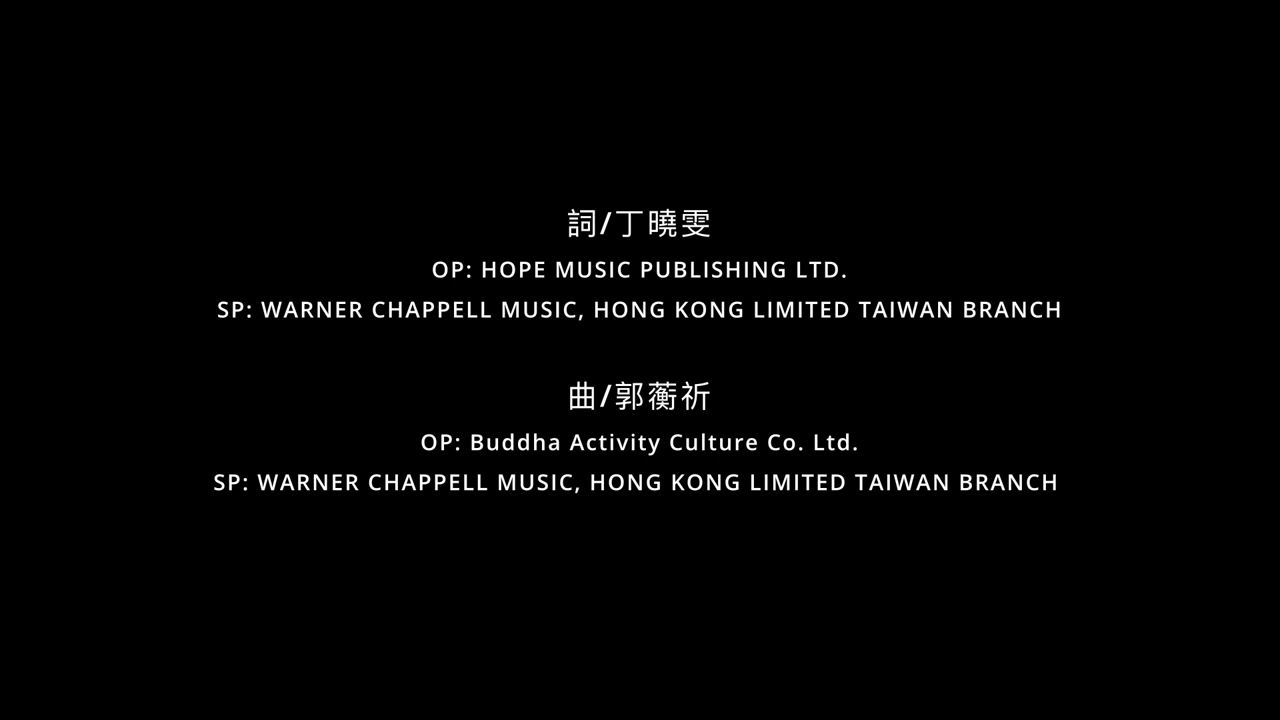 詞/丁曉雯
OP: HOPE MUSIC PUBLISHING LTD.
SP: WARNER CHAPPELL MUSIC, HONG KONG LIMITED TAIWAN BRANCH
曲/郭蘅祈
OP: Buddha Activity Culture Co. Ltd.
SP: WARNER CHAPPELL MUSIC, HONG KONG LIMITED TAIWAN BRANCH